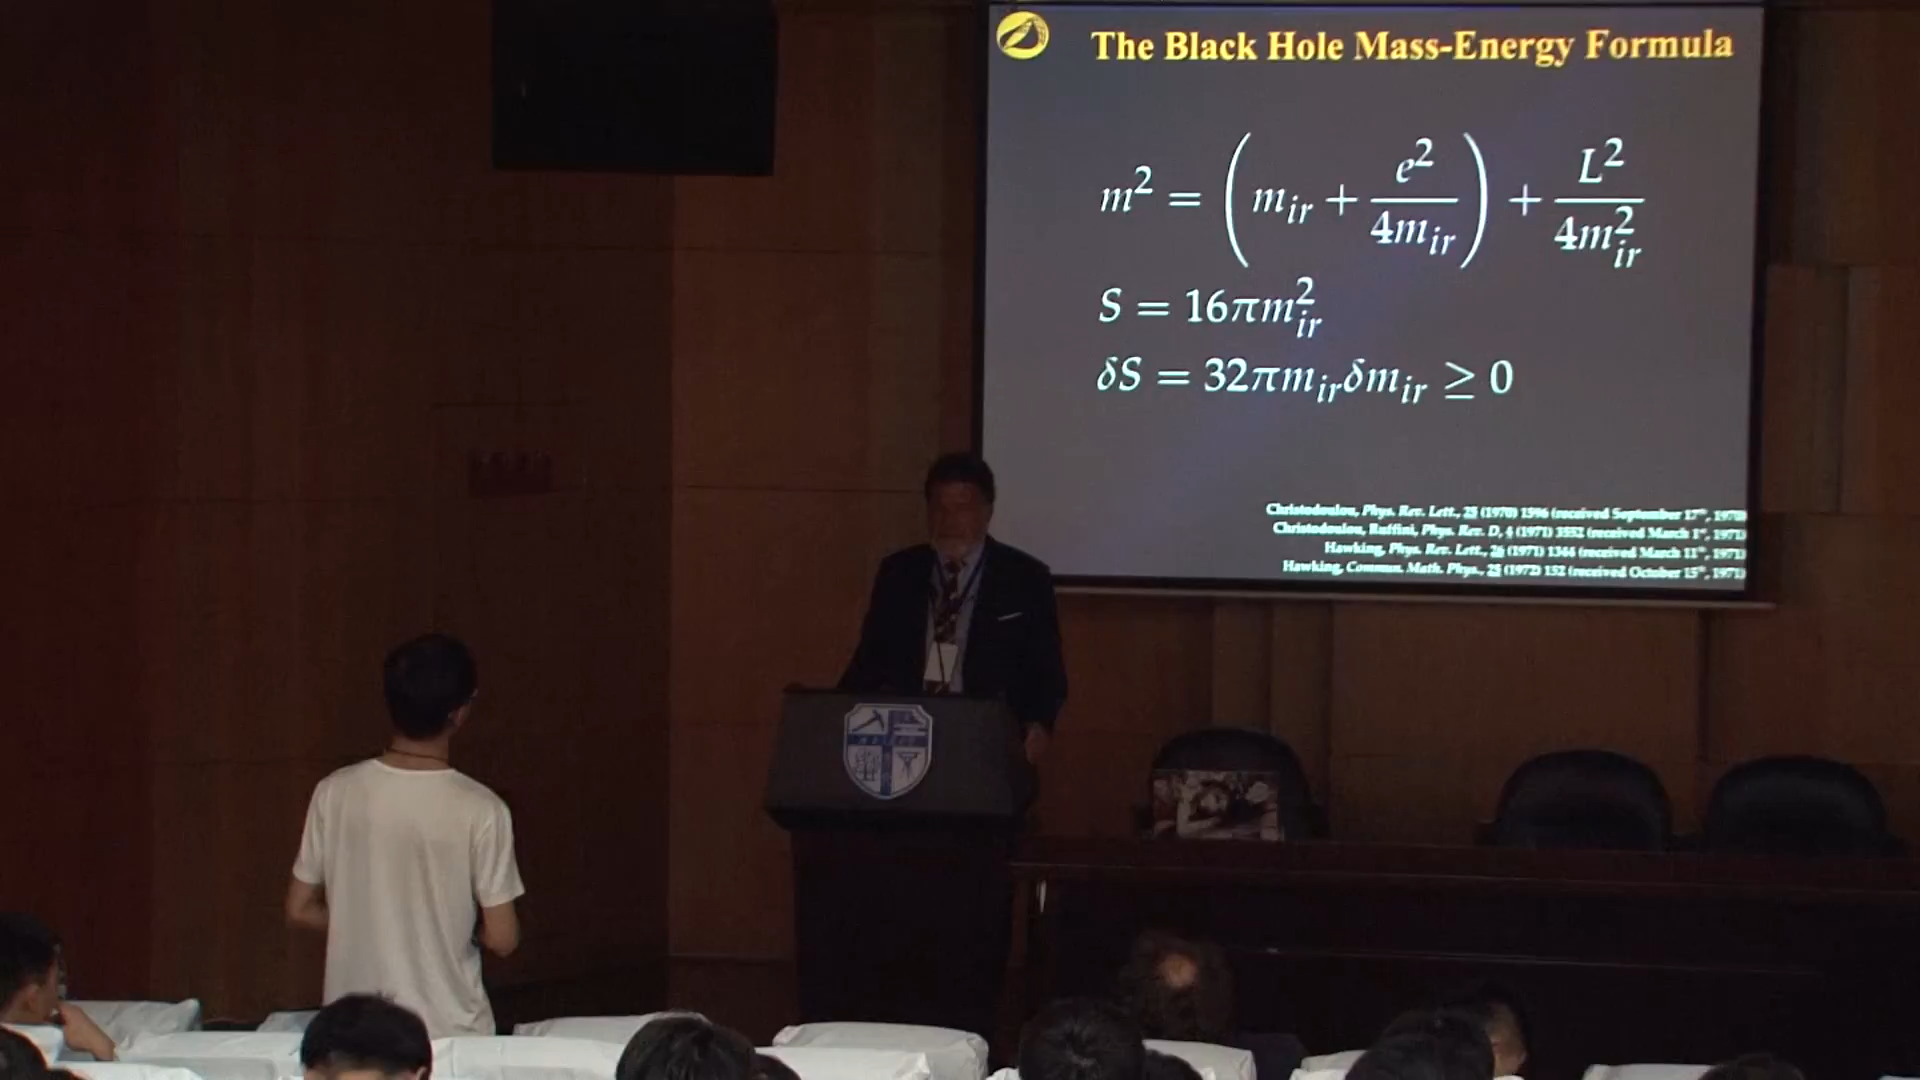 The Black Hole Mass-Energy Formula
m² = (m_ir + e²/4m_ir) + L²/4m²_ir
S = 16πm²_ir
δS = 32πm_irδm_ir ≥ 0
Christodoulou, Phys. Rev. Lett., 25 (1970) 1596 (received September 17th, 1970)
Christodoulou, Ruffini, Phys. Rev. D, 4 (1971) 3552 (received March 1st, 1971)
Hawking, Phys. Rev. Lett., 26 (1971) 1344 (received March 11th, 1971)
Hawking, Commun. Math. Phys., 25 (1972) 152 (received October 15th, 1971)